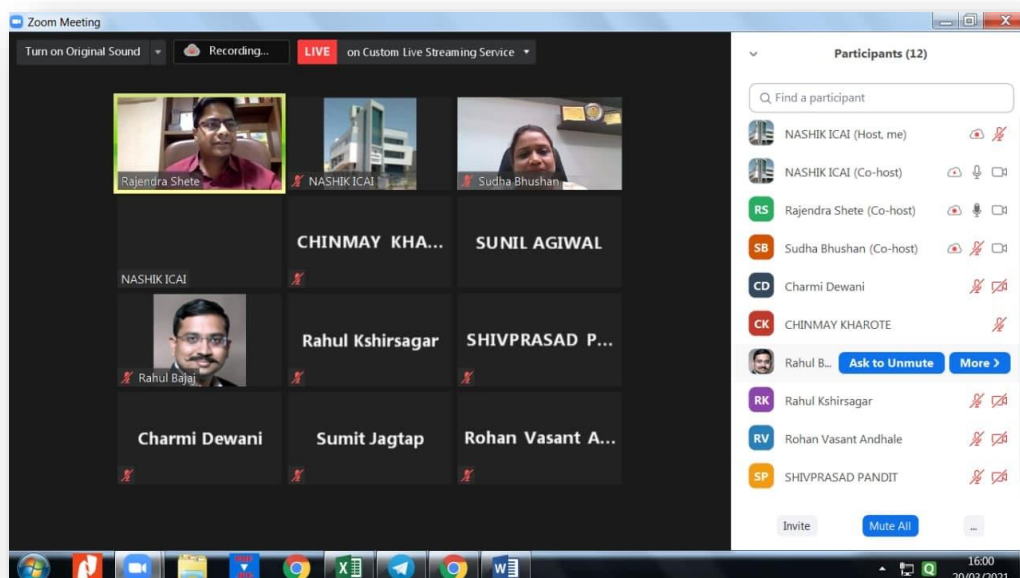 Zoom Meeting
Turn on Original Sound
Recording...
LIVE
on Custom Live Streaming Service
Rajendra Shete
NASHIK ICAI
Sudha Bhushan
NASHIK ICAI
CHINMAY KHA...
SUNIL AGIWAL
Rahul Bajaj
Rahul Kshirsagar
SHIVPRASAD P...
Charmi Dewani
Sumit Jagtap
Rohan Vasant A...
Participants (12)
Find a participant
NASHIK ICAI (Host, me)
NASHIK ICAI (Co-host)
RS Rajendra Shete (Co-host)
SB Sudha Bhushan (Co-host)
CD Charmi Dewani
CK CHINMAY KHAROTE
Rahul B... Ask to Unmute More >
RK Rahul Kshirsagar
RV Rohan Vasant Andhale
SP SHIVPRASAD PANDIT
Invite Mute All ...
16:00
20/03/2021